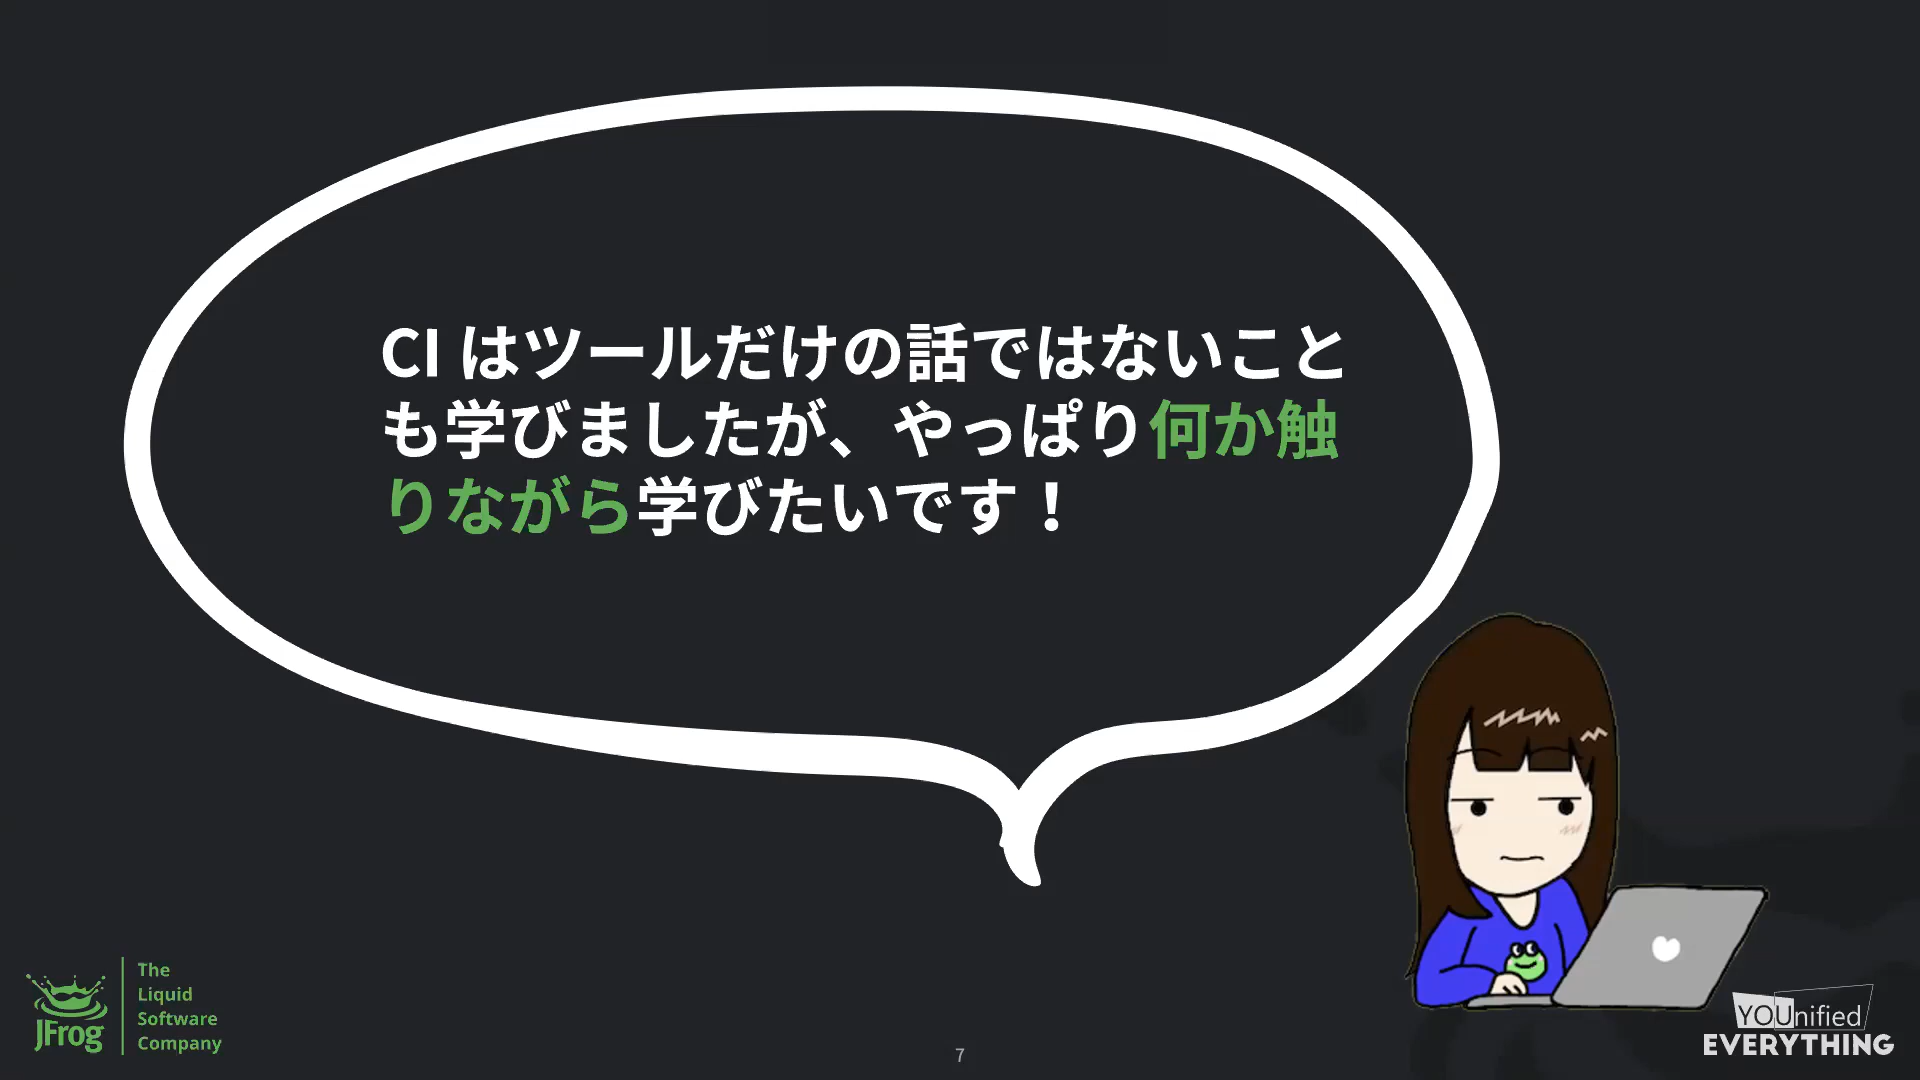 CI はツールだけの話ではないこと
も学びましたが、やっぱり何か触
りながら学びたいです！
JFrog
The
Liquid
Software
Company
7
YOUnified
EVERYTHING